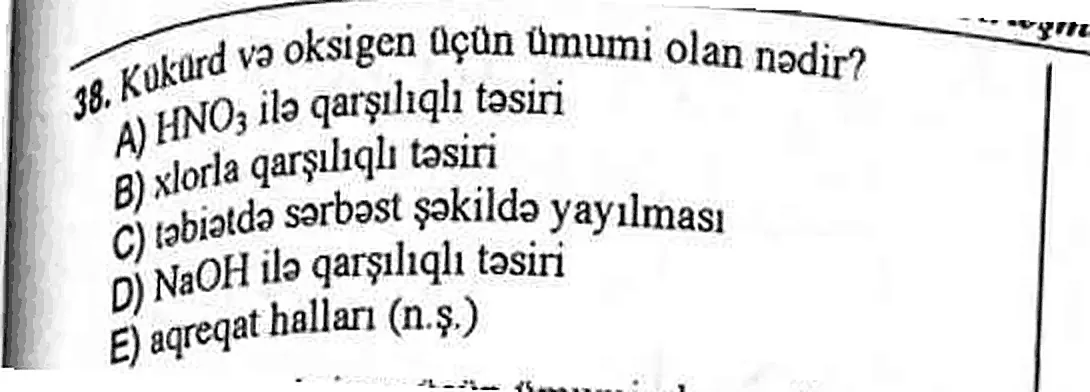 38. Kükürd və oksigen üçün ümumi olan nədir?
A) HNO₃ ilə qarşılıqlı təsiri
B) xlorla qarşılıqlı təsiri
C) təbiətdə sərbəst şəkildə yayılması
D) NaOH ilə qarşılıqlı təsiri
E) aqreqat halları (n.ş.)